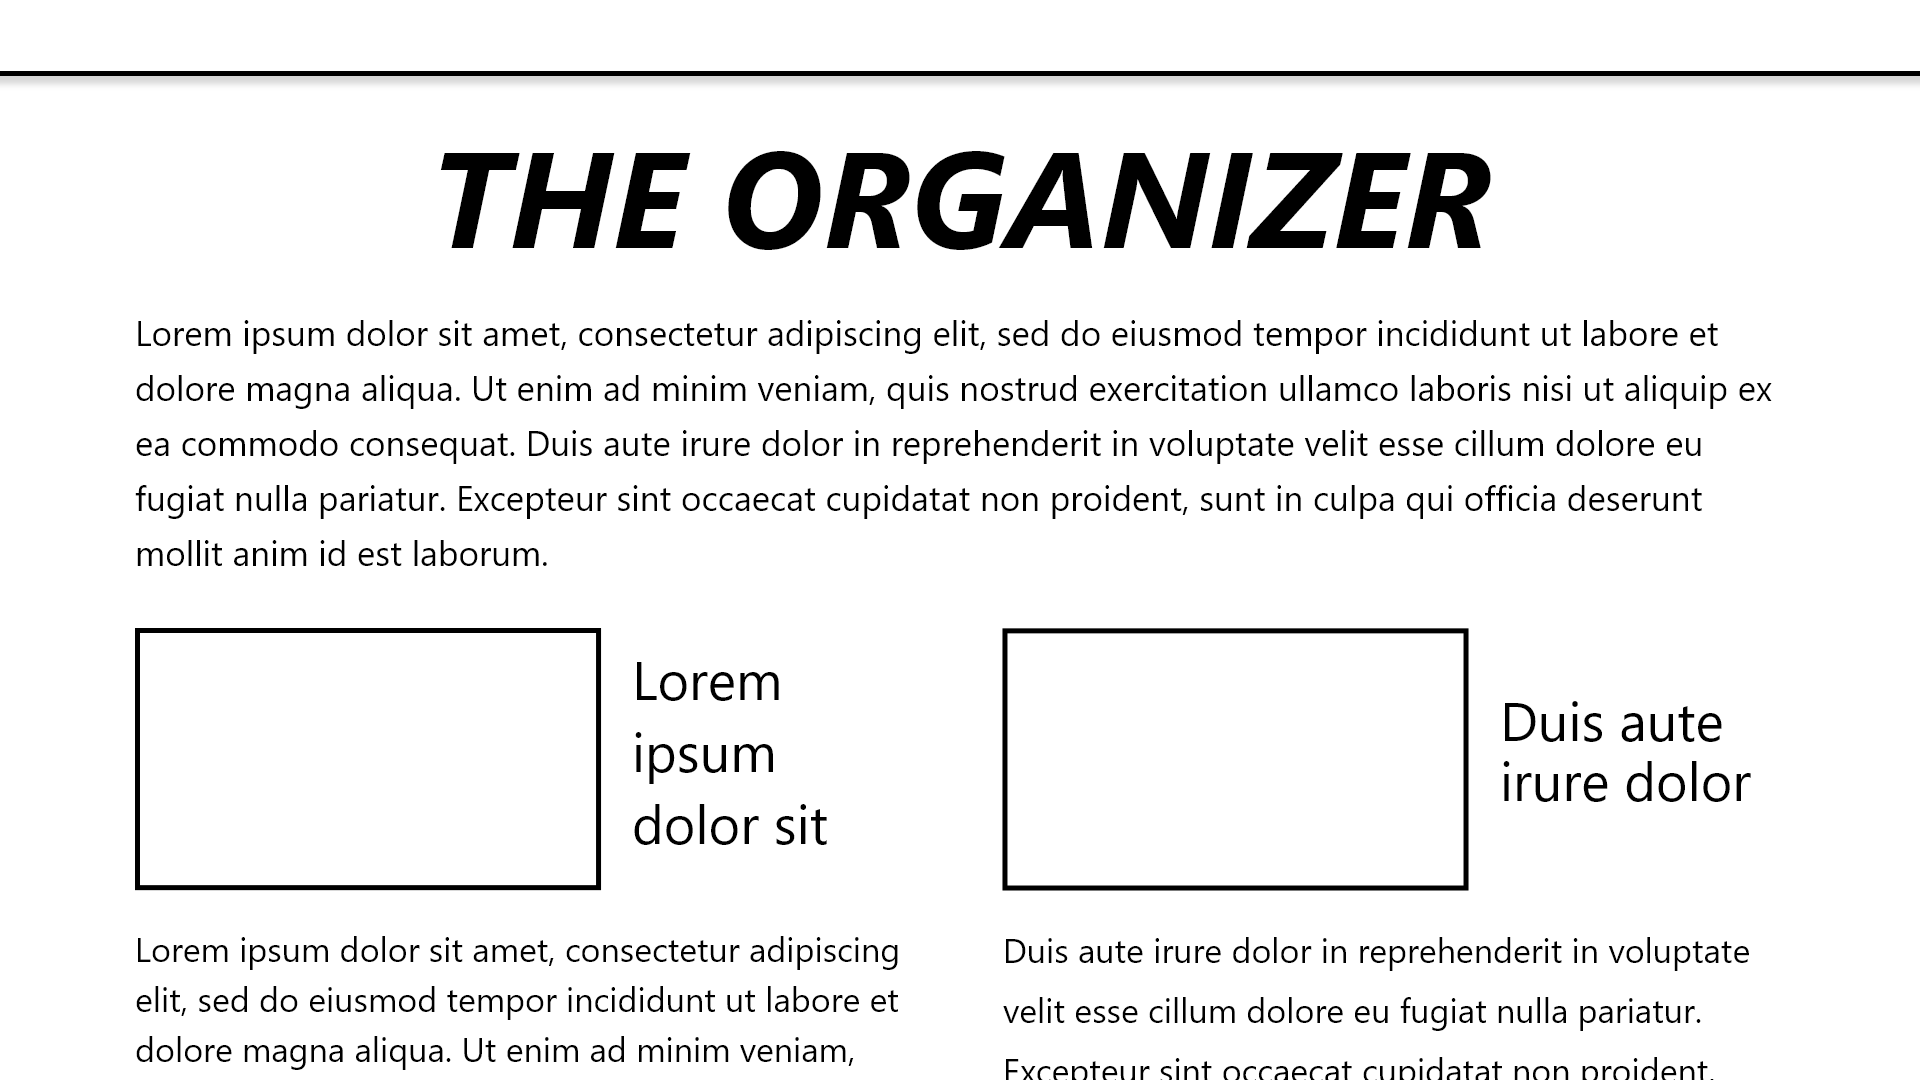 THE ORGANIZER
Lorem ipsum dolor sit amet, consectetur adipiscing elit, sed do eiusmod tempor incididunt ut labore et
dolore magna aliqua. Ut enim ad minim veniam, quis nostrud exercitation ullamco laboris nisi ut aliquip ex
ea commodo consequat. Duis aute irure dolor in reprehenderit in voluptate velit esse cillum dolore eu
fugiat nulla pariatur. Excepteur sint occaecat cupidatat non proident, sunt in culpa qui officia deserunt
mollit anim id est laborum.
Lorem
ipsum
dolor sit
Lorem ipsum dolor sit amet, consectetur adipiscing
elit, sed do eiusmod tempor incididunt ut labore et
dolore magna aliqua. Ut enim ad minim veniam,
Duis aute
irure dolor
Duis aute irure dolor in reprehenderit in voluptate
velit esse cillum dolore eu fugiat nulla pariatur.
Excepteur sint occaecat cupidatat non proident,